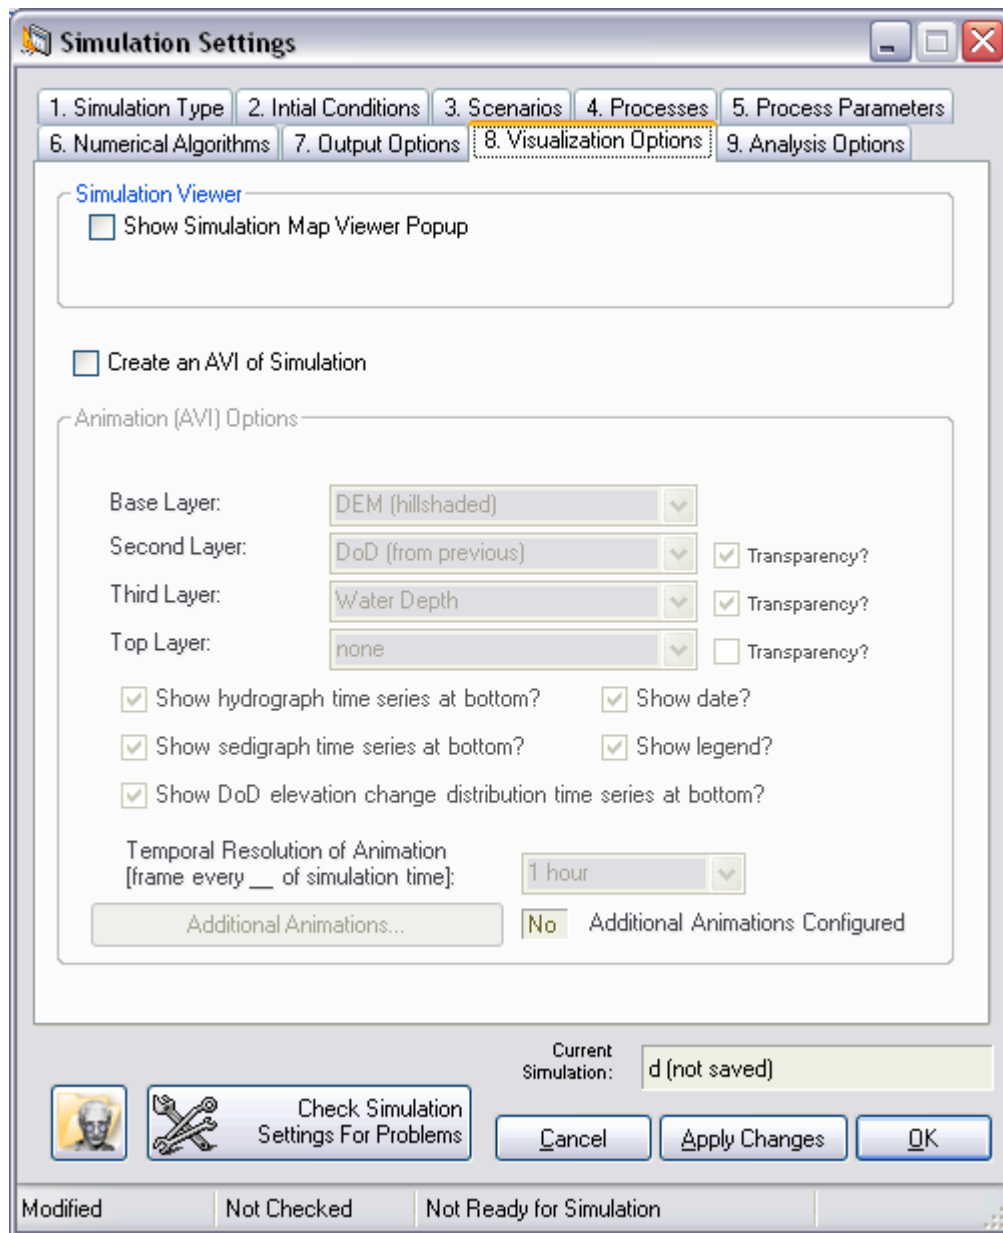 Simulation Settings
1. Simulation Type 2. Intial Conditions 3. Scenarios 4. Processes 5. Process Parameters
6. Numerical Algorithms 7. Output Options 8. Visualization Options 9. Analysis Options
Simulation Viewer
Show Simulation Map Viewer Popup
Create an AVI of Simulation
Animation (AVI) Options
Base Layer: DEM (hillshaded)
Second Layer: DoD (from previous) Transparency?
Third Layer: Water Depth Transparency?
Top Layer: none Transparency?
Show hydrograph time series at bottom? Show date?
Show sedigraph time series at bottom? Show legend?
Show DoD elevation change distribution time series at bottom?
Temporal Resolution of Animation
[frame every __ of simulation time]: 1 hour
Additional Animations... No Additional Animations Configured
Current
Simulation: d (not saved)
Check Simulation
Settings For Problems
Cancel Apply Changes OK
Modified Not Checked Not Ready for Simulation